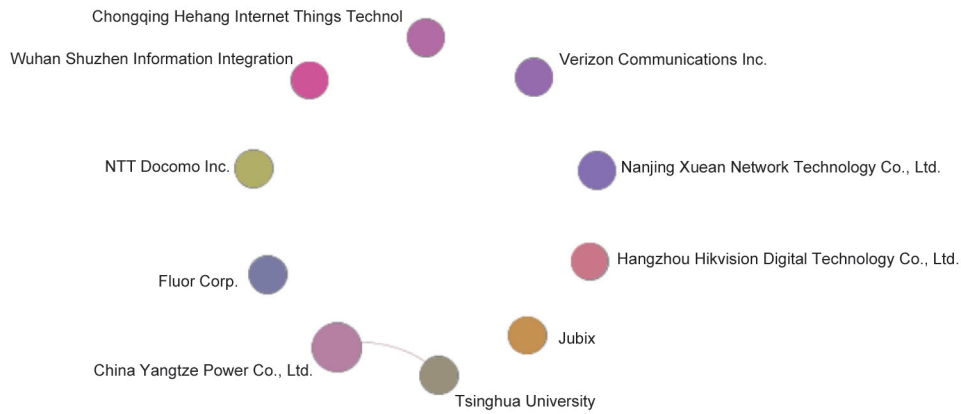 Chongqing Hehang Internet Things Technol
Wuhan Shuzhen Information Integration
Verizon Communications Inc.
NTT Docomo Inc.
Nanjing Xuean Network Technology Co., Ltd.
Hangzhou Hikvision Digital Technology Co., Ltd.
Fluor Corp.
Jubix
China Yangtze Power Co., Ltd.
Tsinghua University